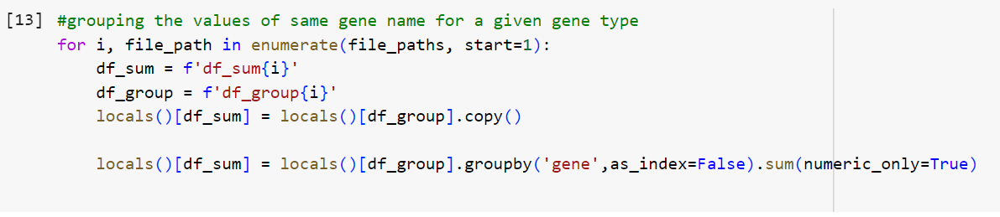 [13] #grouping the values of same gene name for a given gene type
for i, file_path in enumerate(file_paths, start=1):
    df_sum = f'df_sum{i}'
    df_group = f'df_group{i}'
    locals()[df_sum] = locals()[df_group].copy()

    locals()[df_sum] = locals()[df_group].groupby('gene',as_index=False).sum(numeric_only=True)